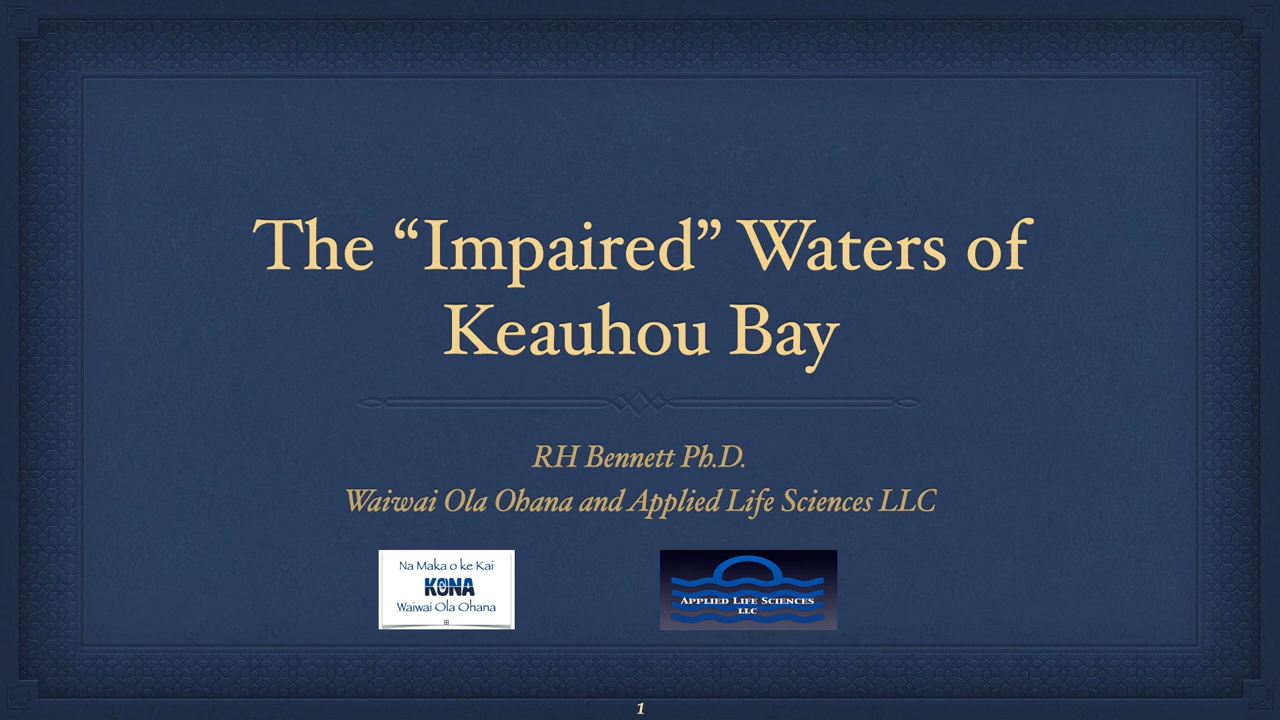 The “Impaired” Waters of
Keauhou Bay
RH Bennett Ph.D.
Waiwai Ola Ohana and Applied Life Sciences LLC
Na Maka o ke Kai
KONA
Waiwai Ola Ohana
APPLIED LIFE SCIENCES
LLC
1